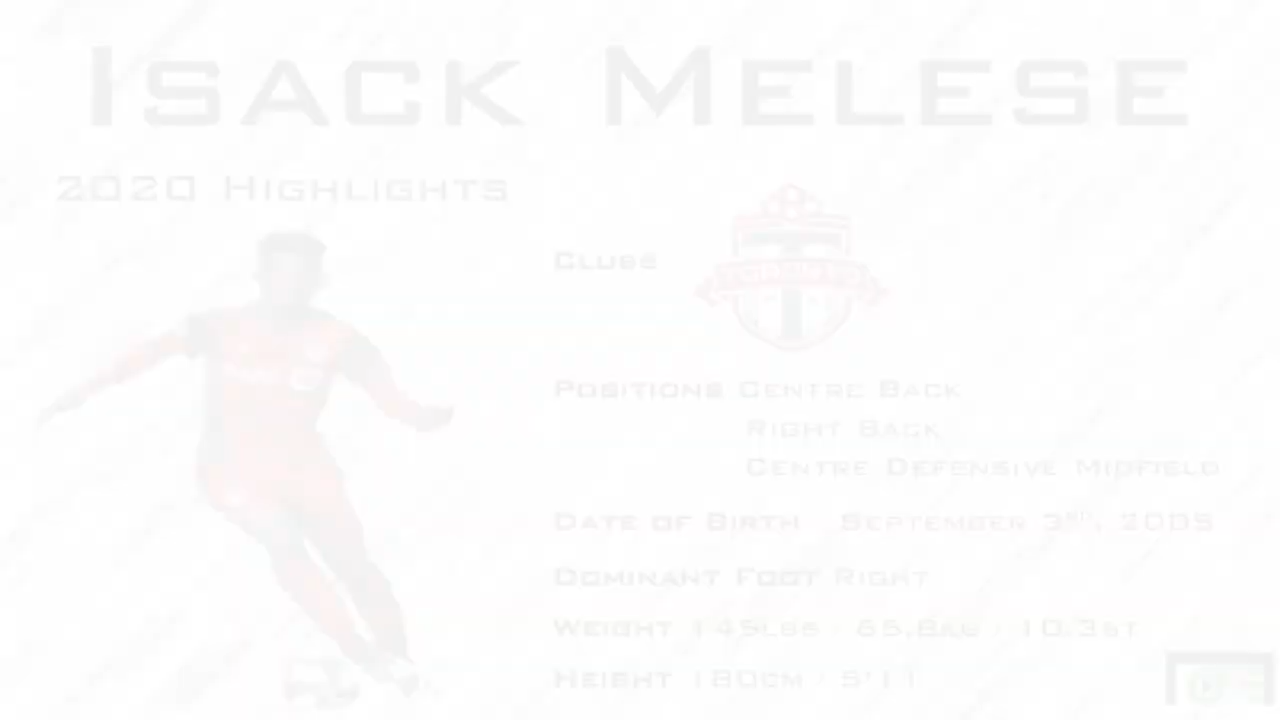 Isack Melese
2020 Highlights
Clubs
Positions Centre Back
Right Back
Centre Defensive Midfield
Date of Birth September 3rd, 2005
Dominant Foot Right
Weight 145lbs / 65.8kg / 10.3st
Height 180cm / 5'11